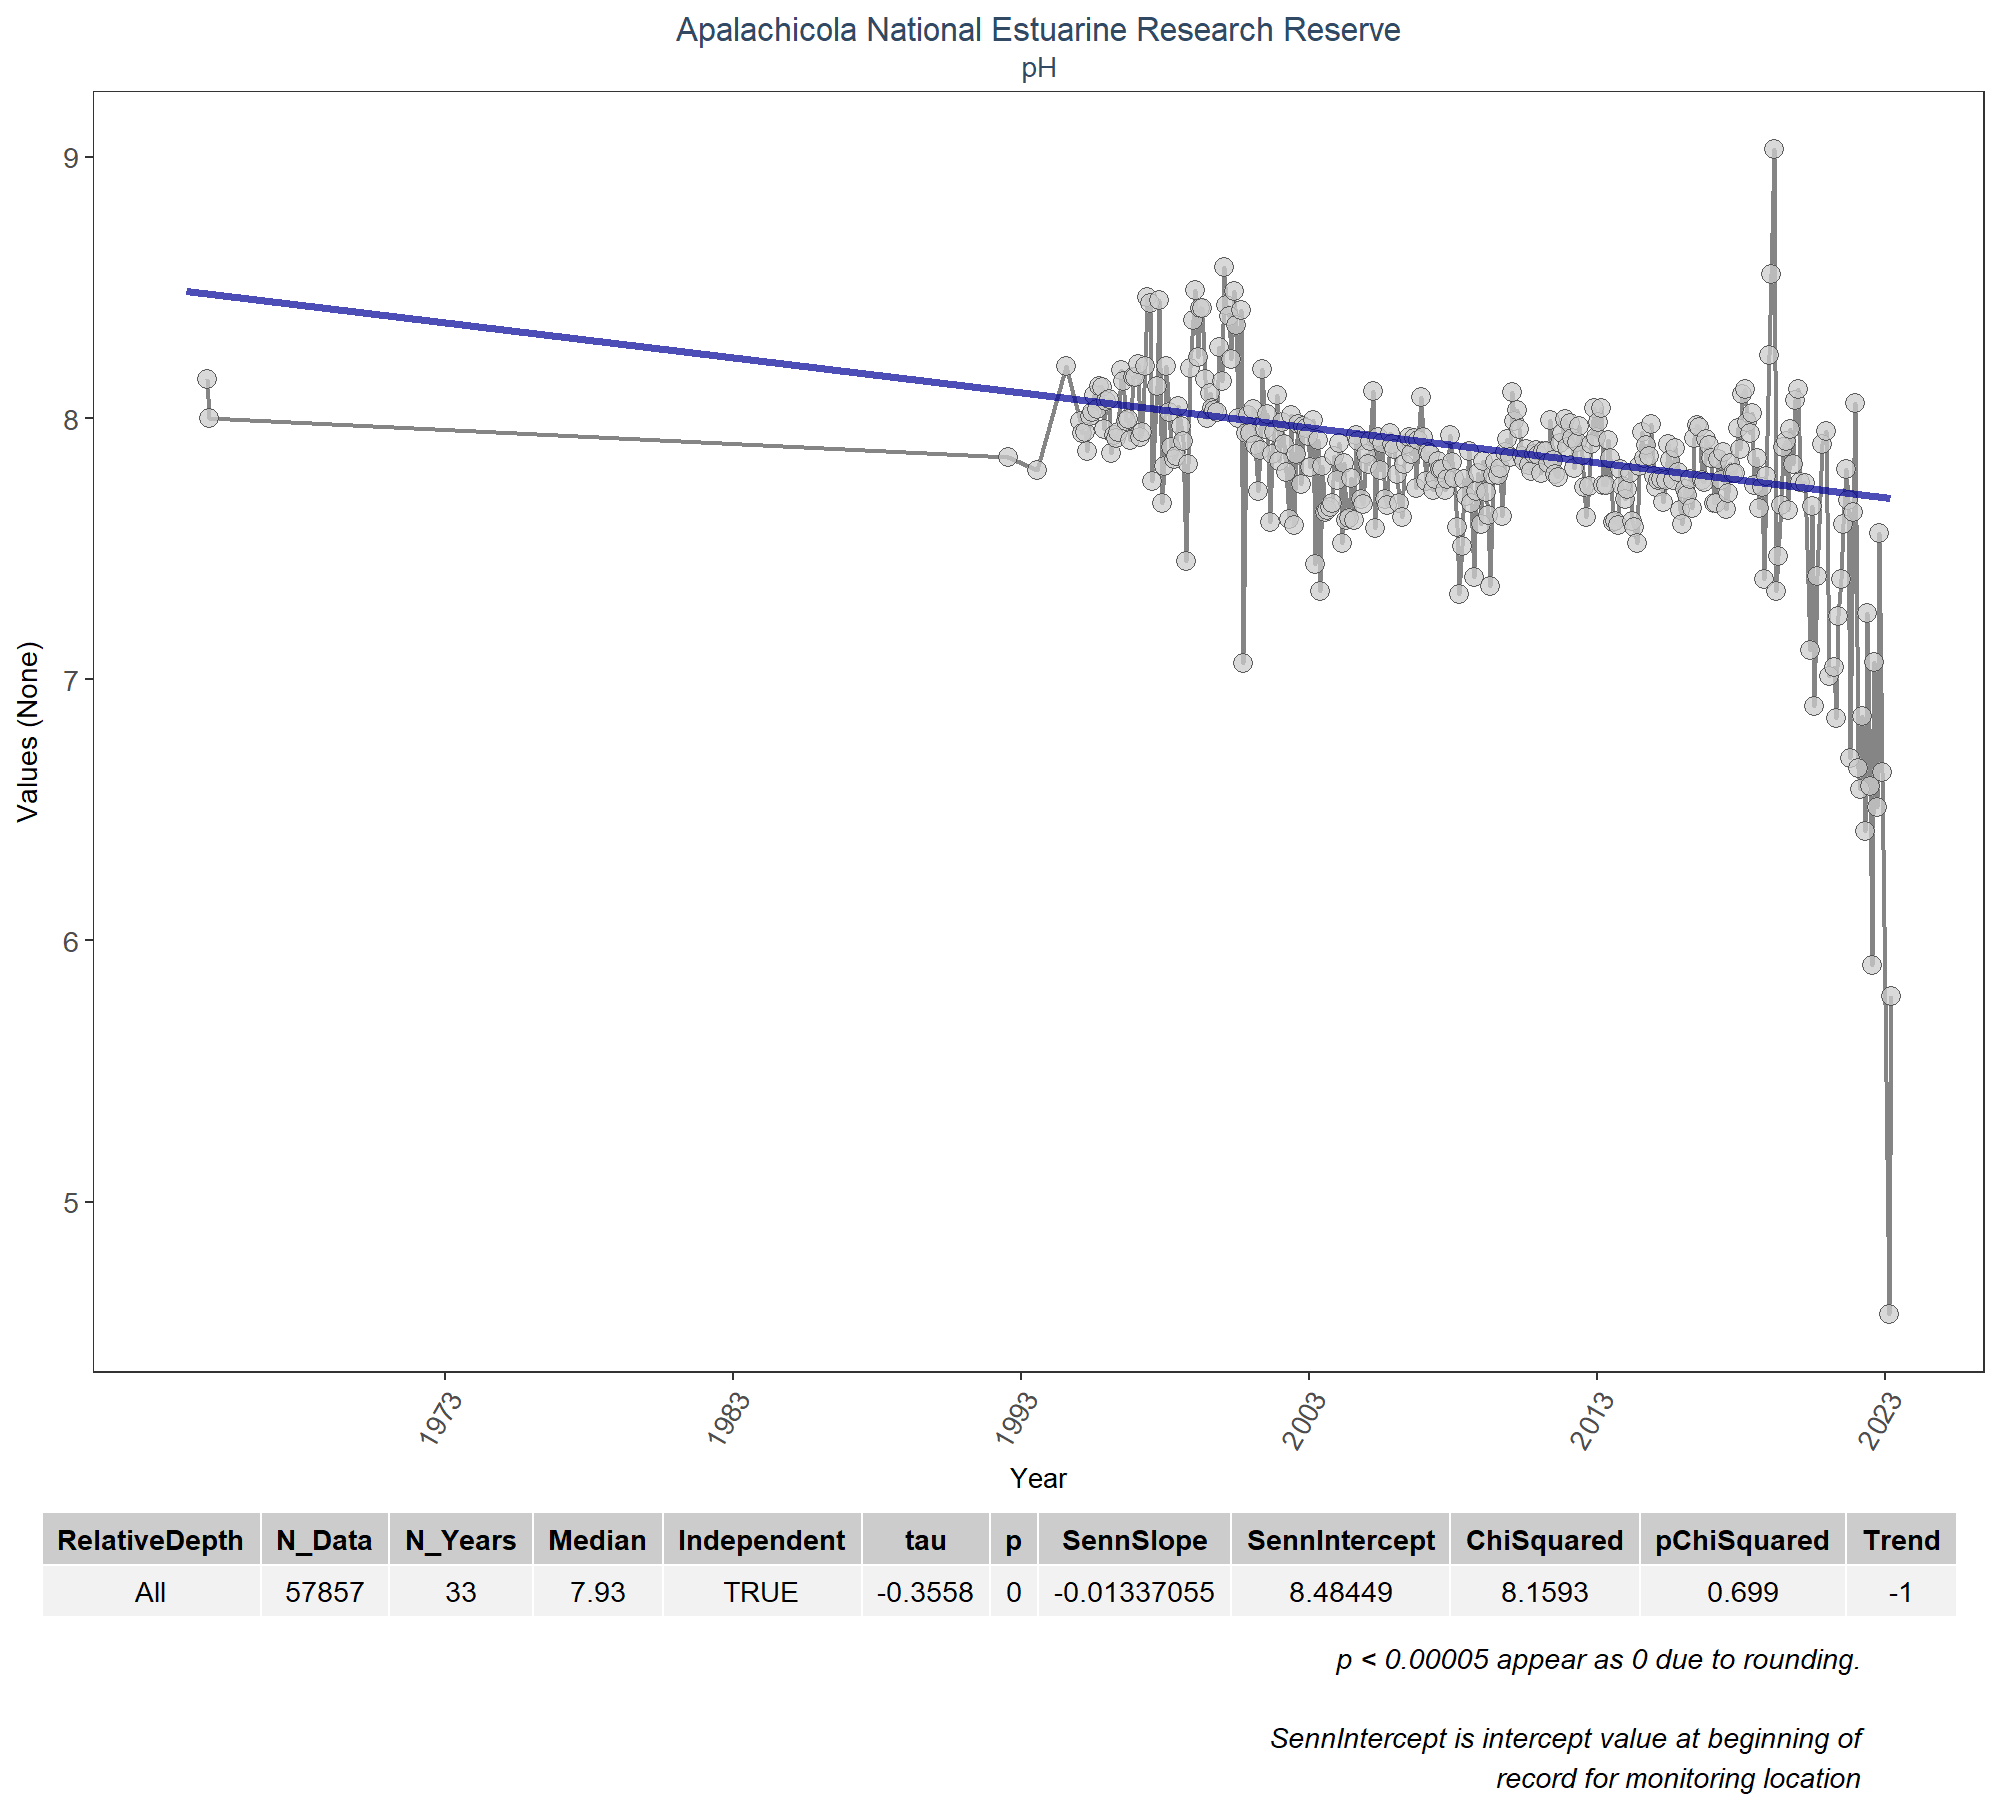 Apalachicola National Estuarine Research Reserve
pH
9
8
7
6
5
Values (None)
1973 1983 1993 2003 2013 2023
Year
RelativeDepth N_Data N_Years Median Independent tau p SennSlope SennIntercept ChiSquared pChiSquared Trend
All 57857 33 7.93 TRUE -0.3558 0 -0.01337055 8.48449 8.1593 0.699 -1
p < 0.00005 appear as 0 due to rounding.
SennIntercept is intercept value at beginning of
record for monitoring location